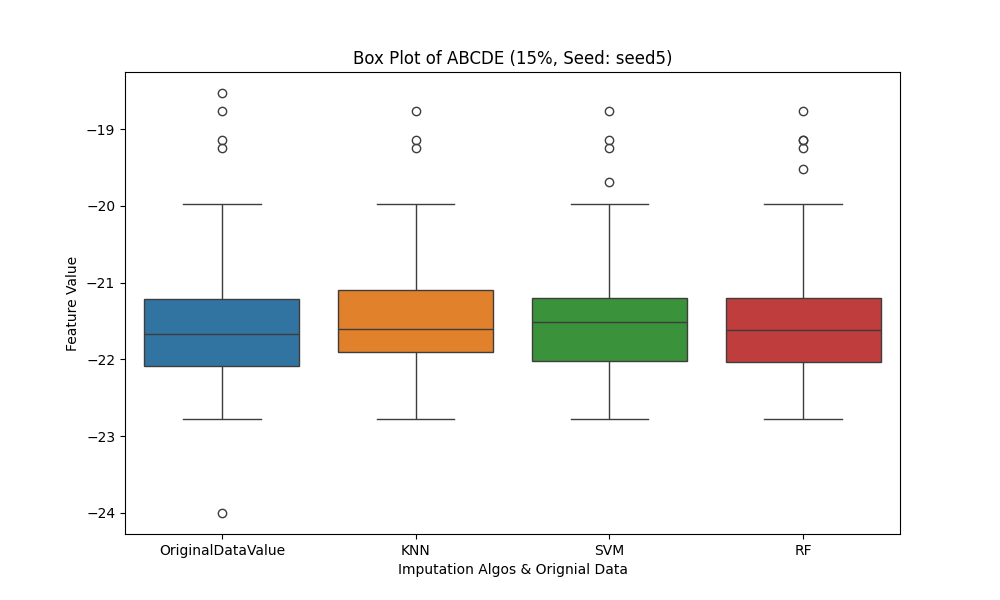 Box Plot of ABCDE (15%, Seed: seed5)
Feature Value
−19
−20
−21
−22
−23
−24
OriginalDataValue KNN SVM RF
Imputation Algos & Orignial Data